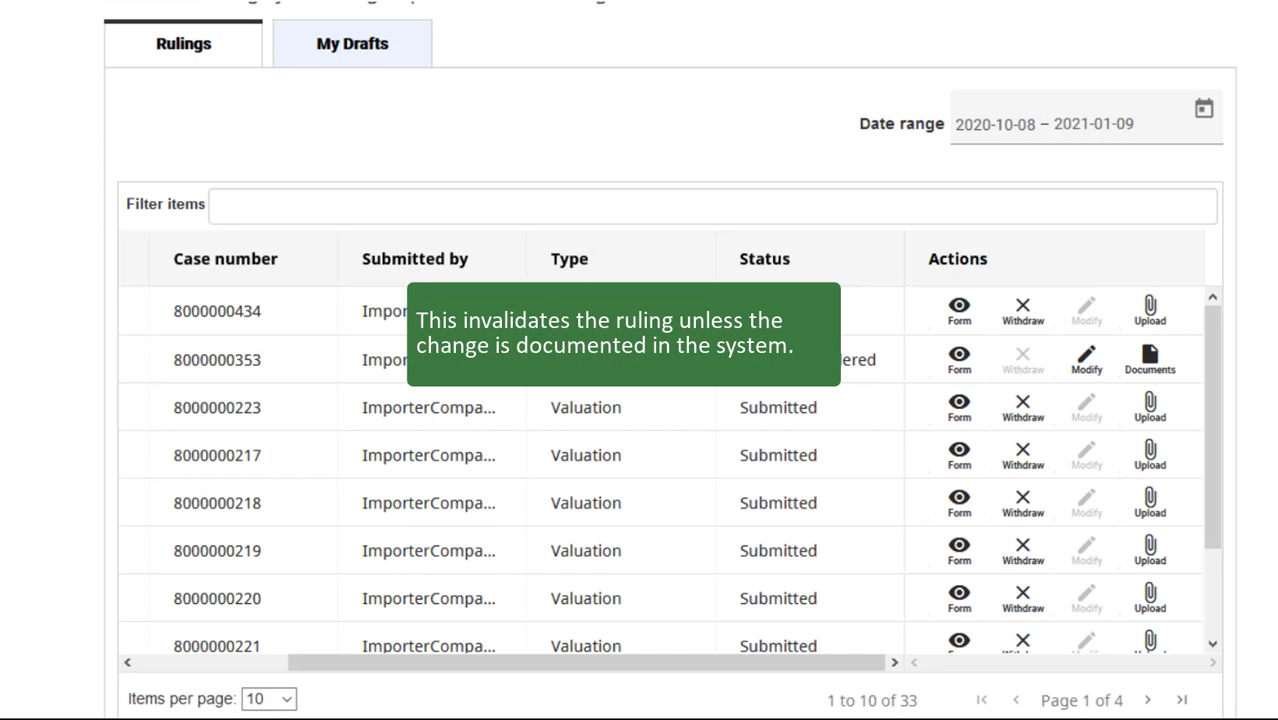 Rulings My Drafts
Date range 2020-10-08 – 2021-01-09
Filter items
Case number Submitted by Type Status Actions
8000000434 Impor Form Withdraw Modify Upload
This invalidates the ruling unless the
change is documented in the system.
8000000353 Impo ered Form Withdraw Modify Documents
8000000223 ImporterCompa... Valuation Submitted Form Withdraw Modify Upload
8000000217 ImporterCompa... Valuation Submitted Form Withdraw Modify Upload
8000000218 ImporterCompa... Valuation Submitted Form Withdraw Modify Upload
8000000219 ImporterCompa... Valuation Submitted Form Withdraw Modify Upload
8000000220 ImporterCompa... Valuation Submitted Form Withdraw Modify Upload
8000000221 ImporterCompa... Valuation Submitted Form
Items per page: 10 1 to 10 of 33 Page 1 of 4